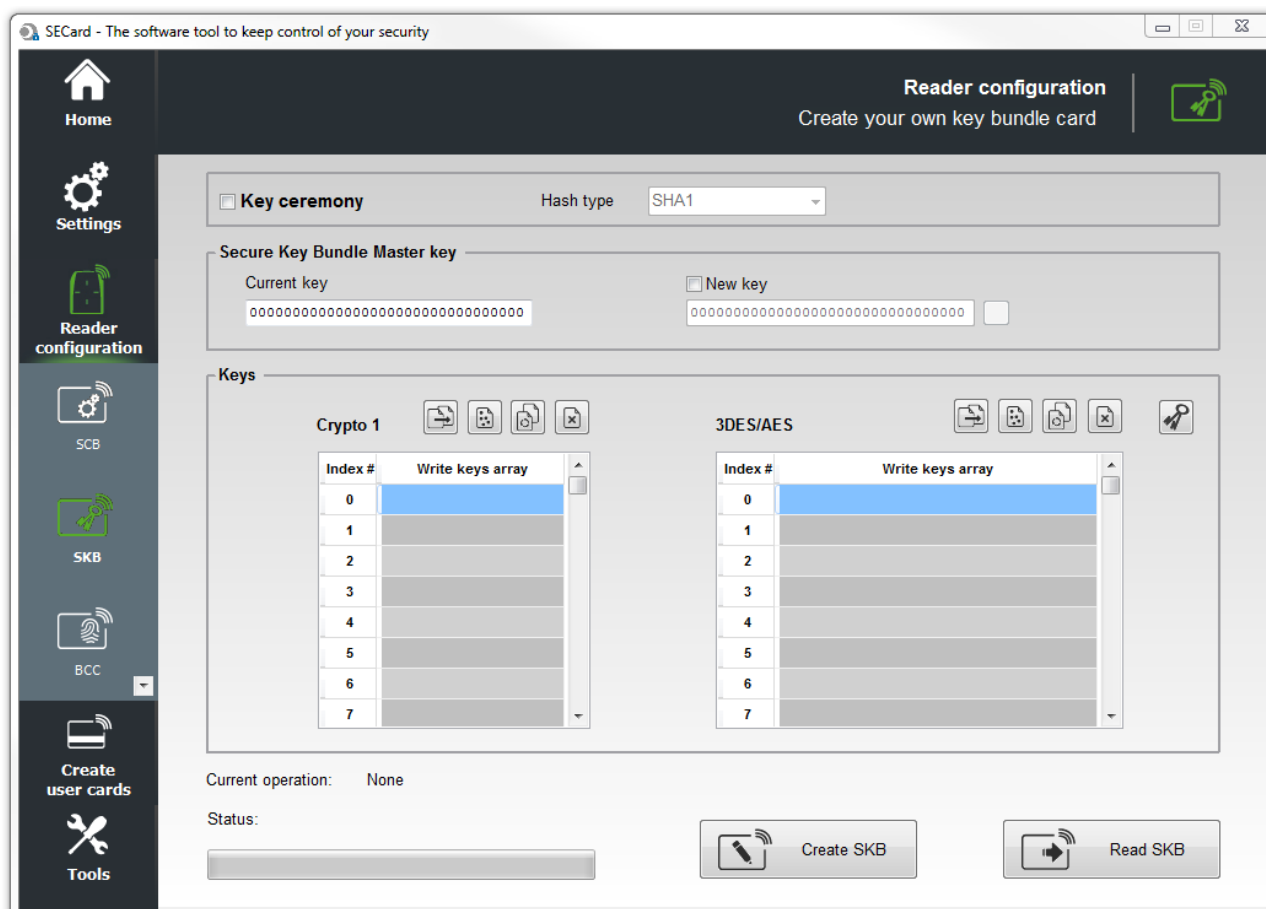 SECard - The software tool to keep control of your security
Home
Settings
Reader
configuration
SCB
SKB
BCC
Create
user cards
Tools
Reader configuration
Create your own key bundle card
Key ceremony Hash type SHA1
Secure Key Bundle Master key
Current key New key
00000000000000000000000000000000 00000000000000000000000000000000
Keys
Crypto 1 3DES/AES
Index # Write keys array Index # Write keys array
0 0
1 1
2 2
3 3
4 4
5 5
6 6
7 7
Current operation: None
Status:
Create SKB Read SKB